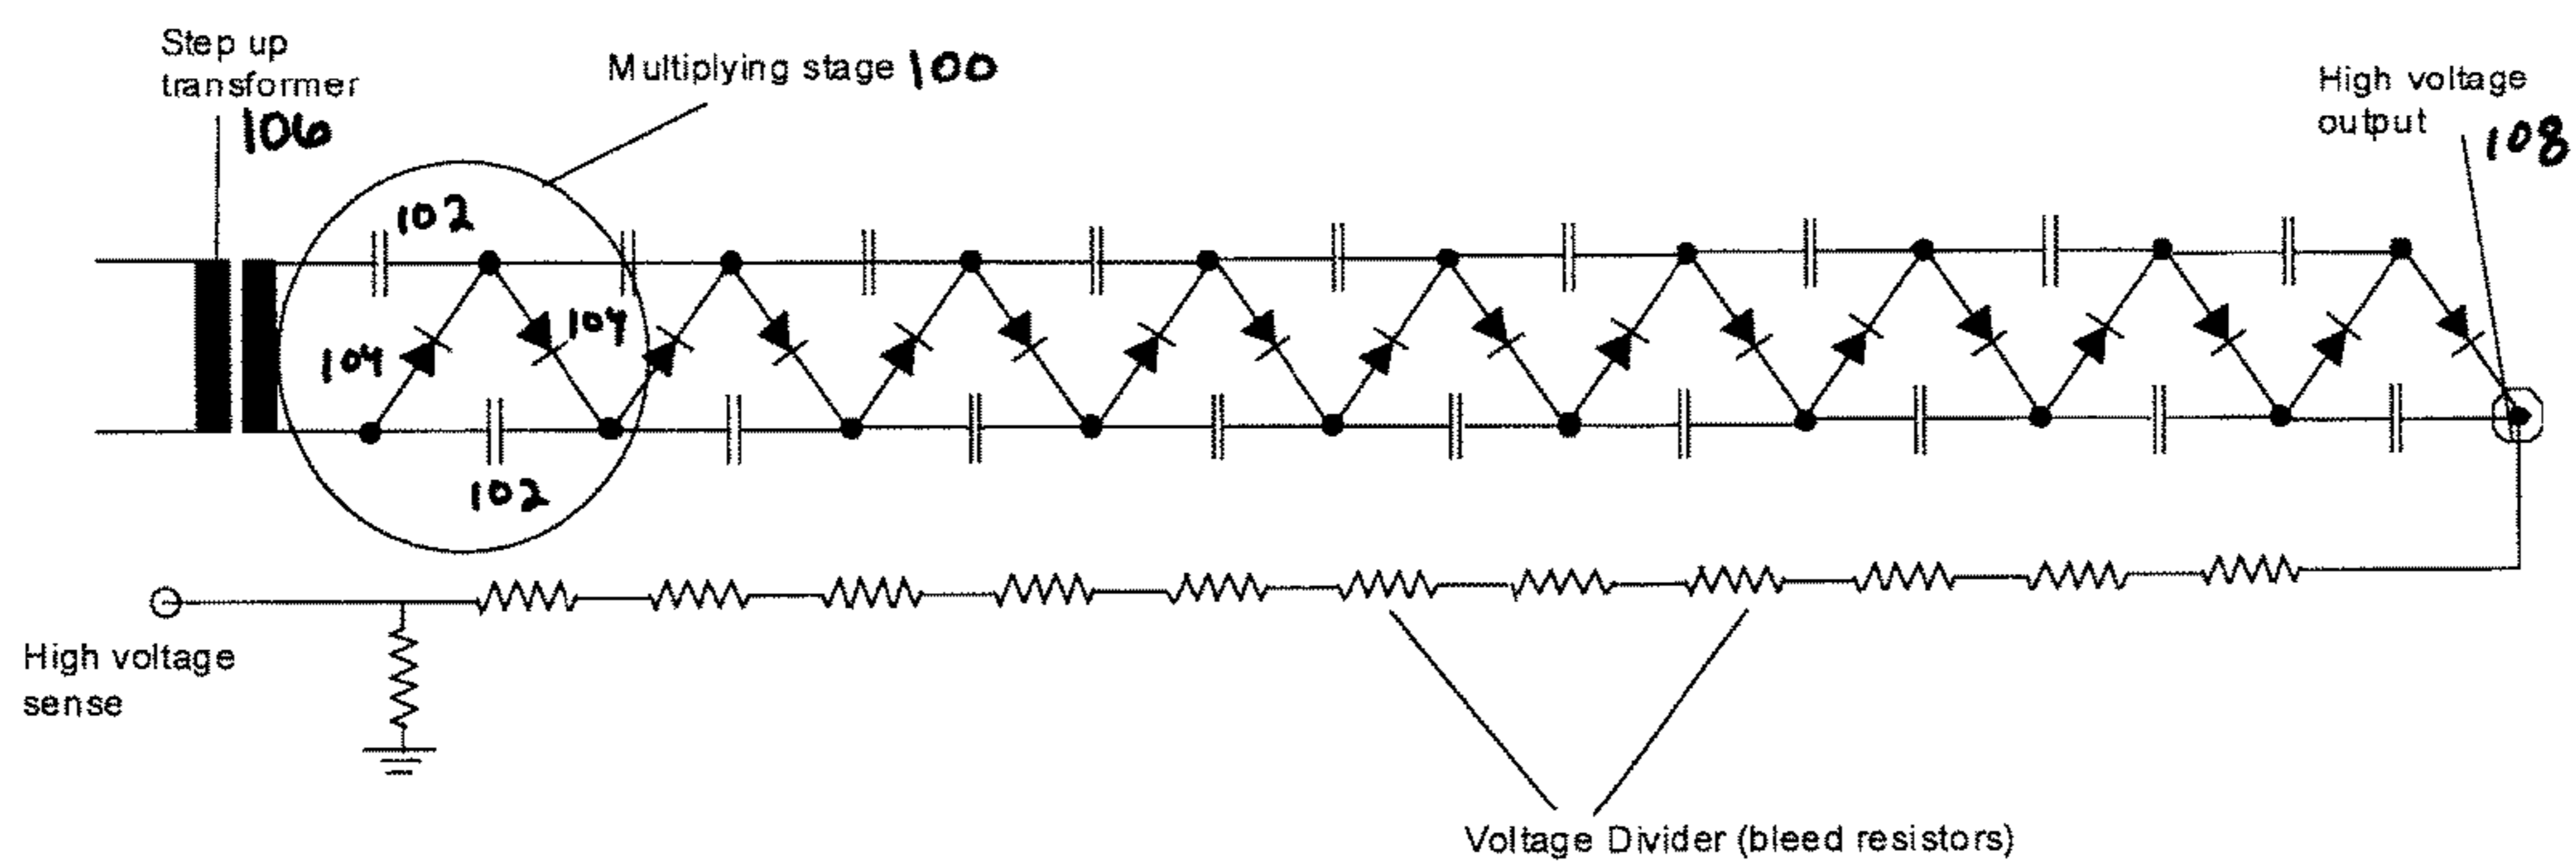 Step up
transformer
106
Multiplying stage 100
High voltage
output 108
102
104
104
102
High voltage
sense
Voltage Divider (bleed resistors)